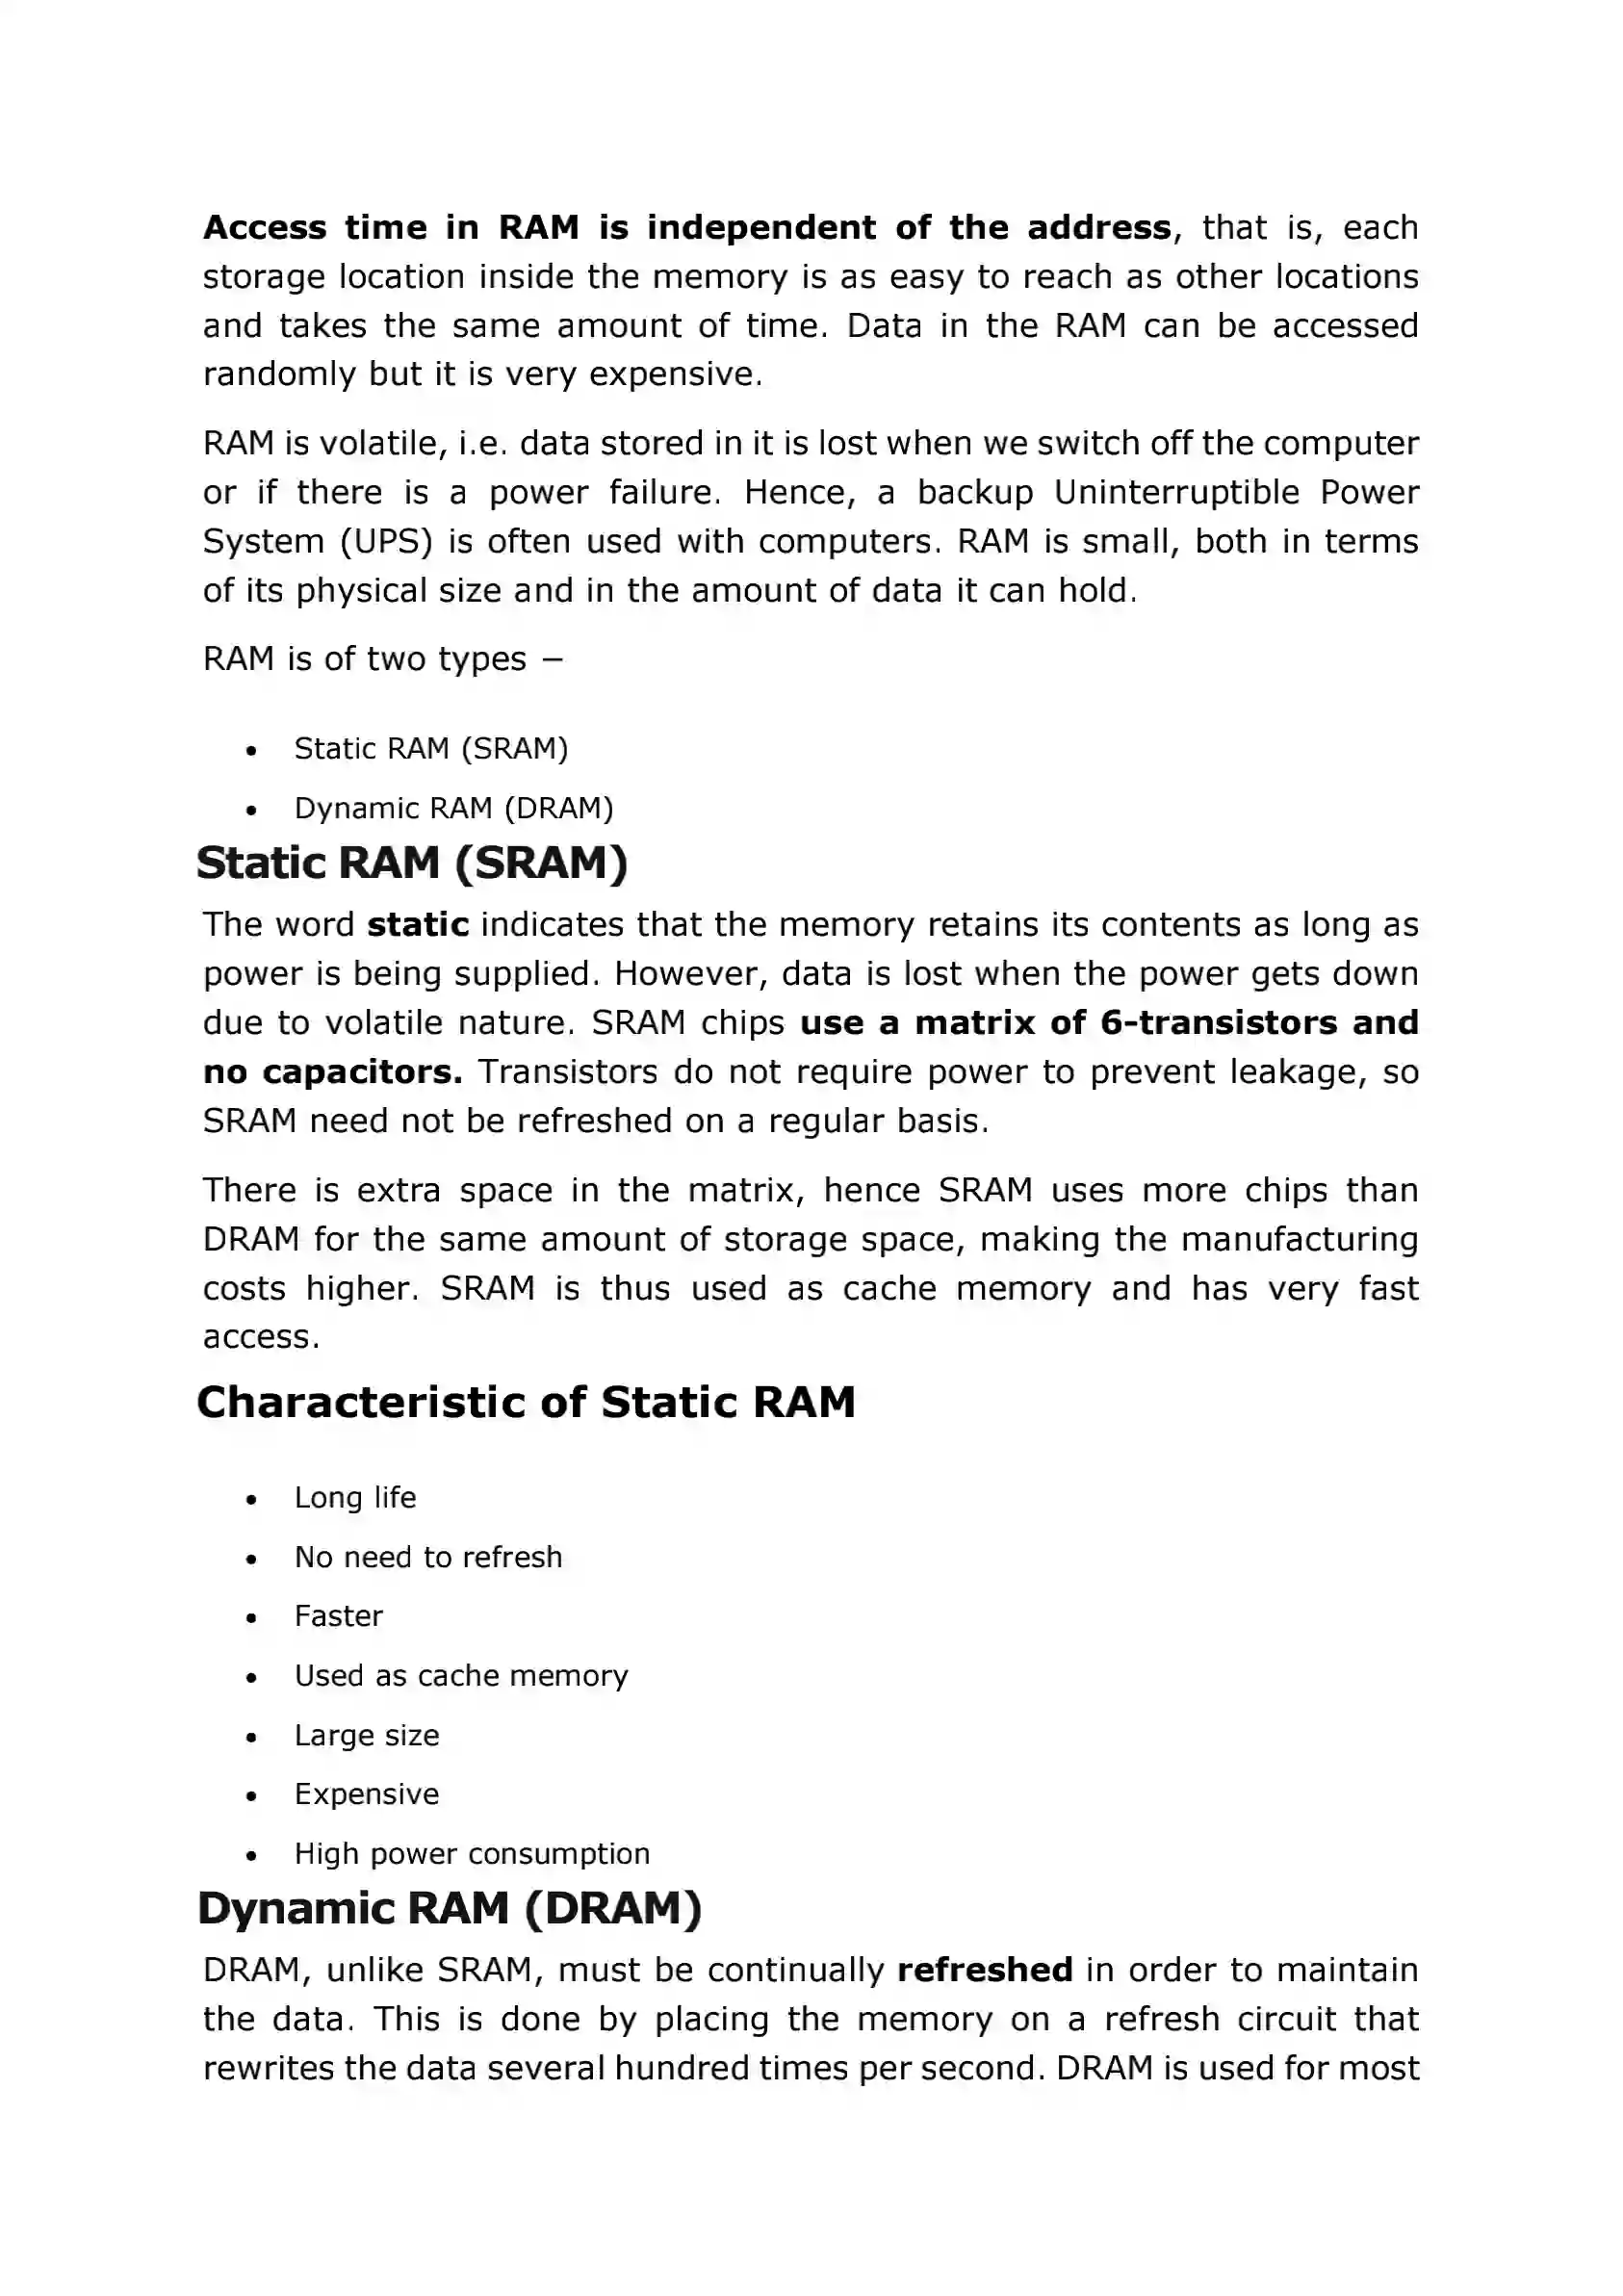 Access time in RAM is independent of the address, that is, each
storage location inside the memory is as easy to reach as other locations
and takes the same amount of time. Data in the RAM can be accessed
randomly but it is very expensive.
RAM is volatile, i.e. data stored in it is lost when we switch off the computer
or if there is a power failure. Hence, a backup Uninterruptible Power
System (UPS) is often used with computers. RAM is small, both in terms
of its physical size and in the amount of data it can hold.
RAM is of two types −
• Static RAM (SRAM)
• Dynamic RAM (DRAM)
Static RAM (SRAM)
The word static indicates that the memory retains its contents as long as
power is being supplied. However, data is lost when the power gets down
due to volatile nature. SRAM chips use a matrix of 6-transistors and
no capacitors. Transistors do not require power to prevent leakage, so
SRAM need not be refreshed on a regular basis.
There is extra space in the matrix, hence SRAM uses more chips than
DRAM for the same amount of storage space, making the manufacturing
costs higher. SRAM is thus used as cache memory and has very fast
access.
Characteristic of Static RAM
• Long life
• No need to refresh
• Faster
• Used as cache memory
• Large size
• Expensive
• High power consumption
Dynamic RAM (DRAM)
DRAM, unlike SRAM, must be continually refreshed in order to maintain
the data. This is done by placing the memory on a refresh circuit that
rewrites the data several hundred times per second. DRAM is used for most